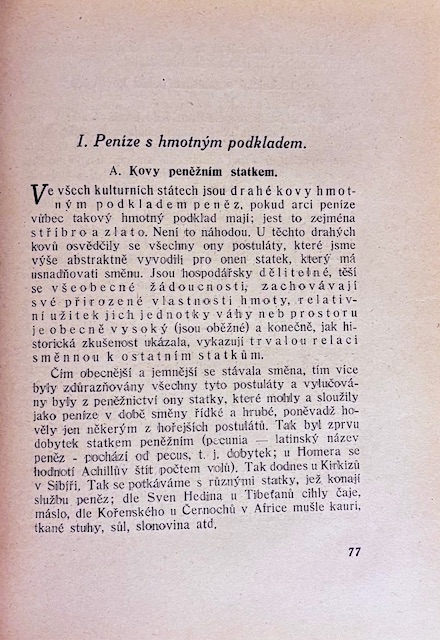 I. Peníze s hmotným podkladem.
A. Kovy peněžním statkem.
Ve všech kulturních státech jsou drahé kovy hmot-
ným podkladem peněz, pokud arci peníze
vůbec takový hmotný podklad mají; jest to zejména
stříbro a zlato. Není to náhodou. U těchto drahých
kovů osvědčily se všechny ony postuláty, které jsme
výše abstraktně vyvodili pro onen statek, který má
usnadňovati směnu. Jsou hospodářsky dělitelné, těší
se všeobecné žádoucnosti, zachovávají
své přirozené vlastnosti hmoty, relativ-
ní užitek jich jednotky váhy neb prostoru
je obecně vysoký (jsou oběžné) a konečně, jak hi-
storická zkušenost ukázala, vykazují trvalou relaci
směnnou k ostatním statkům.
Čím obecnější a jemnější se stávala směna, tím více
byly zdůrazňovány všechny tyto postuláty a vylučová-
ny byly z peněžnictví ony statky, které mohly a sloužily
jako peníze v době směny řídké a hrubé, poněvadž ho-
věly jen některým z hořejších postulátů. Tak byl zprvu
dobytek statkem peněžním (pecunia — latinský název
peněz - pochází od pecus, t. j. dobytek; u Homera se
hodnotí Achillův štít počtem volů). Tak dodnes u Kirkizů
v Sibíři. Tak se potkáváme s různými statky, jež konají
službu peněz; dle Sven Hedina u Tibeťanů cihly čaje,
máslo, dle Kořenského u Černochů v Africe mušle kauri,
tkané stuhy, sůl, slonovina atd.
77